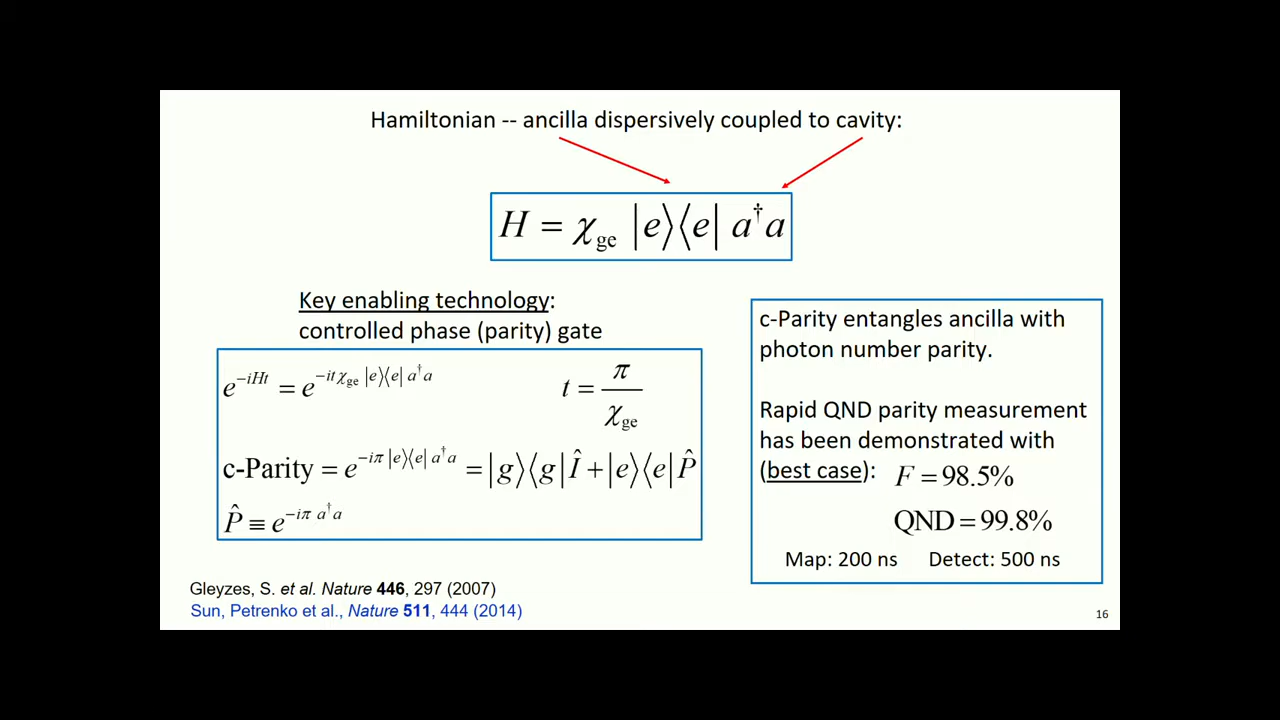 Hamiltonian -- ancilla dispersively coupled to cavity:
H = χ_ge |e⟩⟨e| a†a
Key enabling technology:
controlled phase (parity) gate
e^{−iHt} = e^{−itχ_ge |e⟩⟨e| a†a} t = π/χ_ge
c-Parity = e^{−iπ |e⟩⟨e| a†a} = |g⟩⟨g| Î + |e⟩⟨e| P̂
P̂ ≡ e^{−iπ a†a}
c-Parity entangles ancilla with
photon number parity.
Rapid QND parity measurement
has been demonstrated with
(best case): F = 98.5%
QND = 99.8%
Map: 200 ns Detect: 500 ns
Gleyzes, S. et al. Nature 446, 297 (2007)
Sun, Petrenko et al., Nature 511, 444 (2014)
16